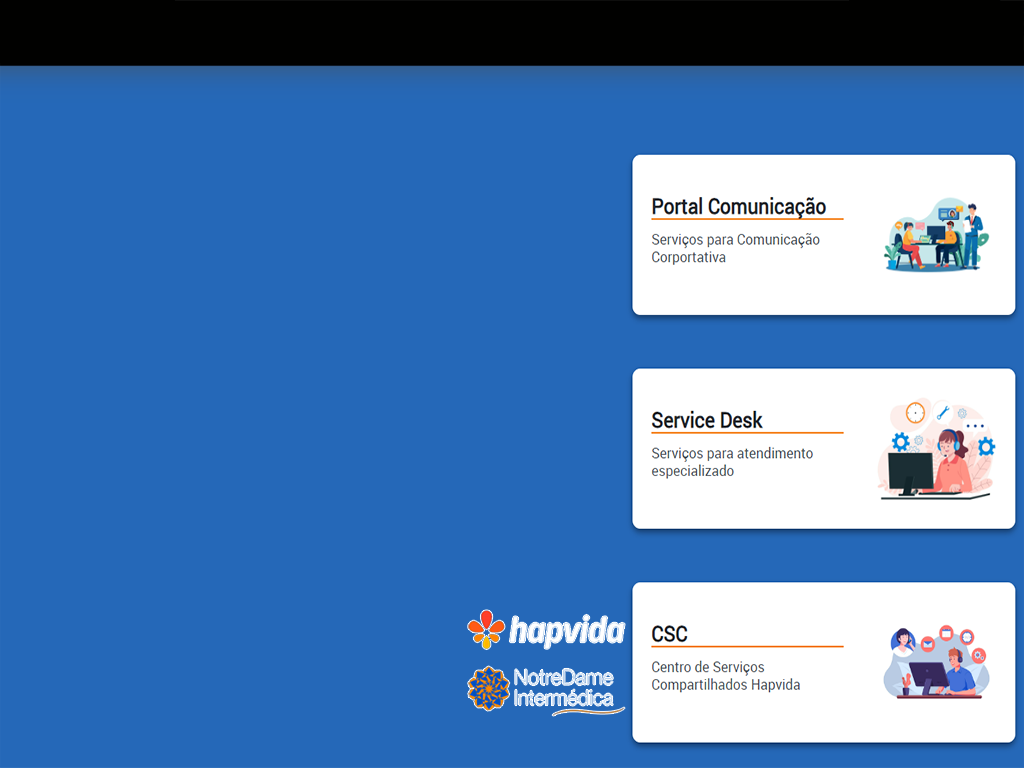 Portal Comunicação
Serviços para Comunicação
Corportativa
Service Desk
Serviços para atendimento
especializado
hapvida
NotreDame
Intermédica
CSC
Centro de Serviços
Compartilhados Hapvida